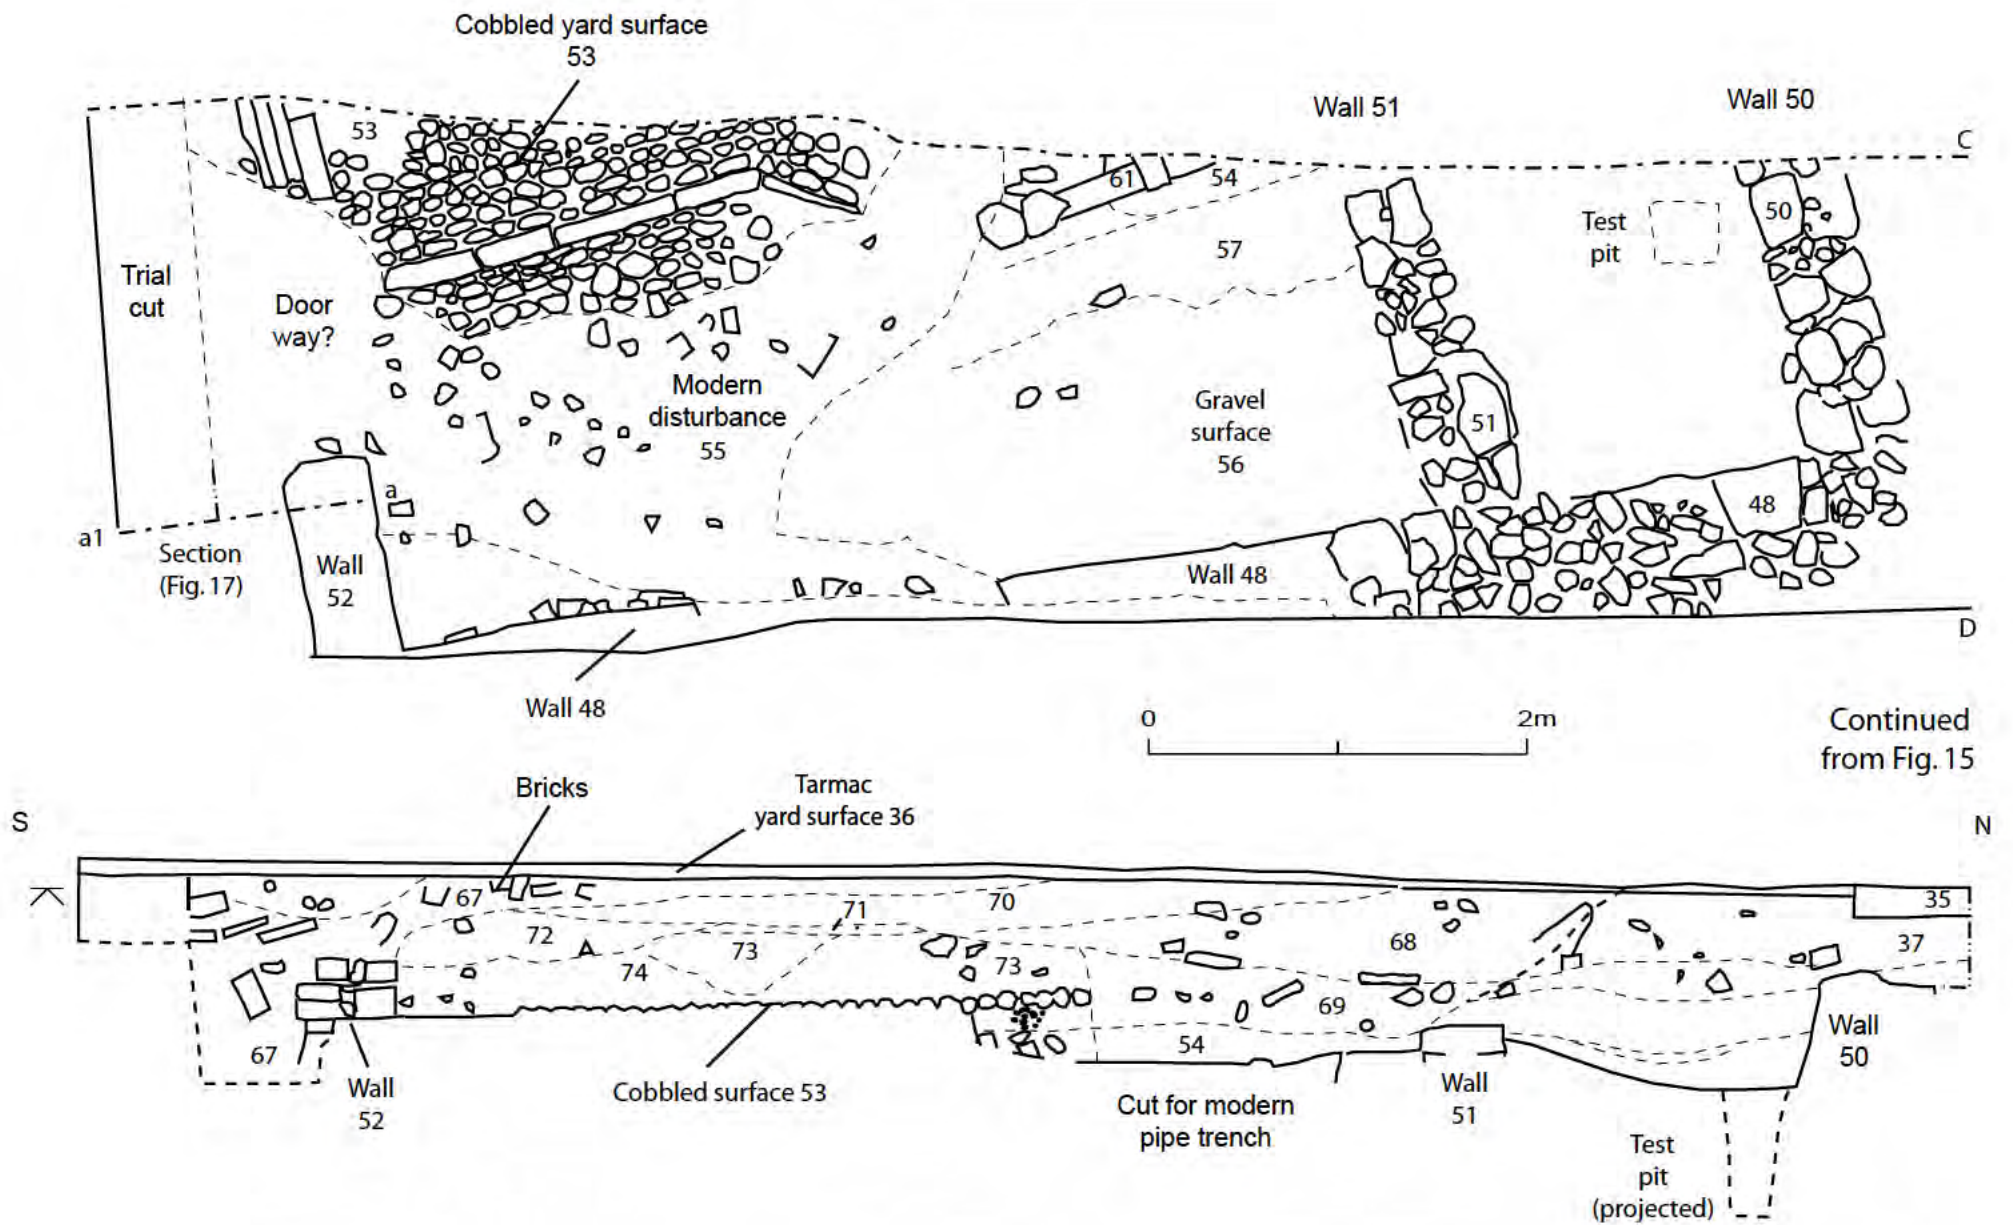 Cobbled yard surface
53
Wall 51
Wall 50
C
53
61
54
50
Test
pit
57
Trial
cut
Door
way?
Modern
disturbance
55
Gravel
surface
56
51
48
a
a1
Section
(Fig. 17)
Wall
52
Wall 48
D
Wall 48
0 2m
Continued
from Fig. 15
Bricks
Tarmac
yard surface 36
S
N
K
67
71
70
35
72
73
74
73
68
37
69
54
67
Wall
52
Cobbled surface 53
Cut for modern
pipe trench
Wall
51
Wall
50
Test
pit
(projected)